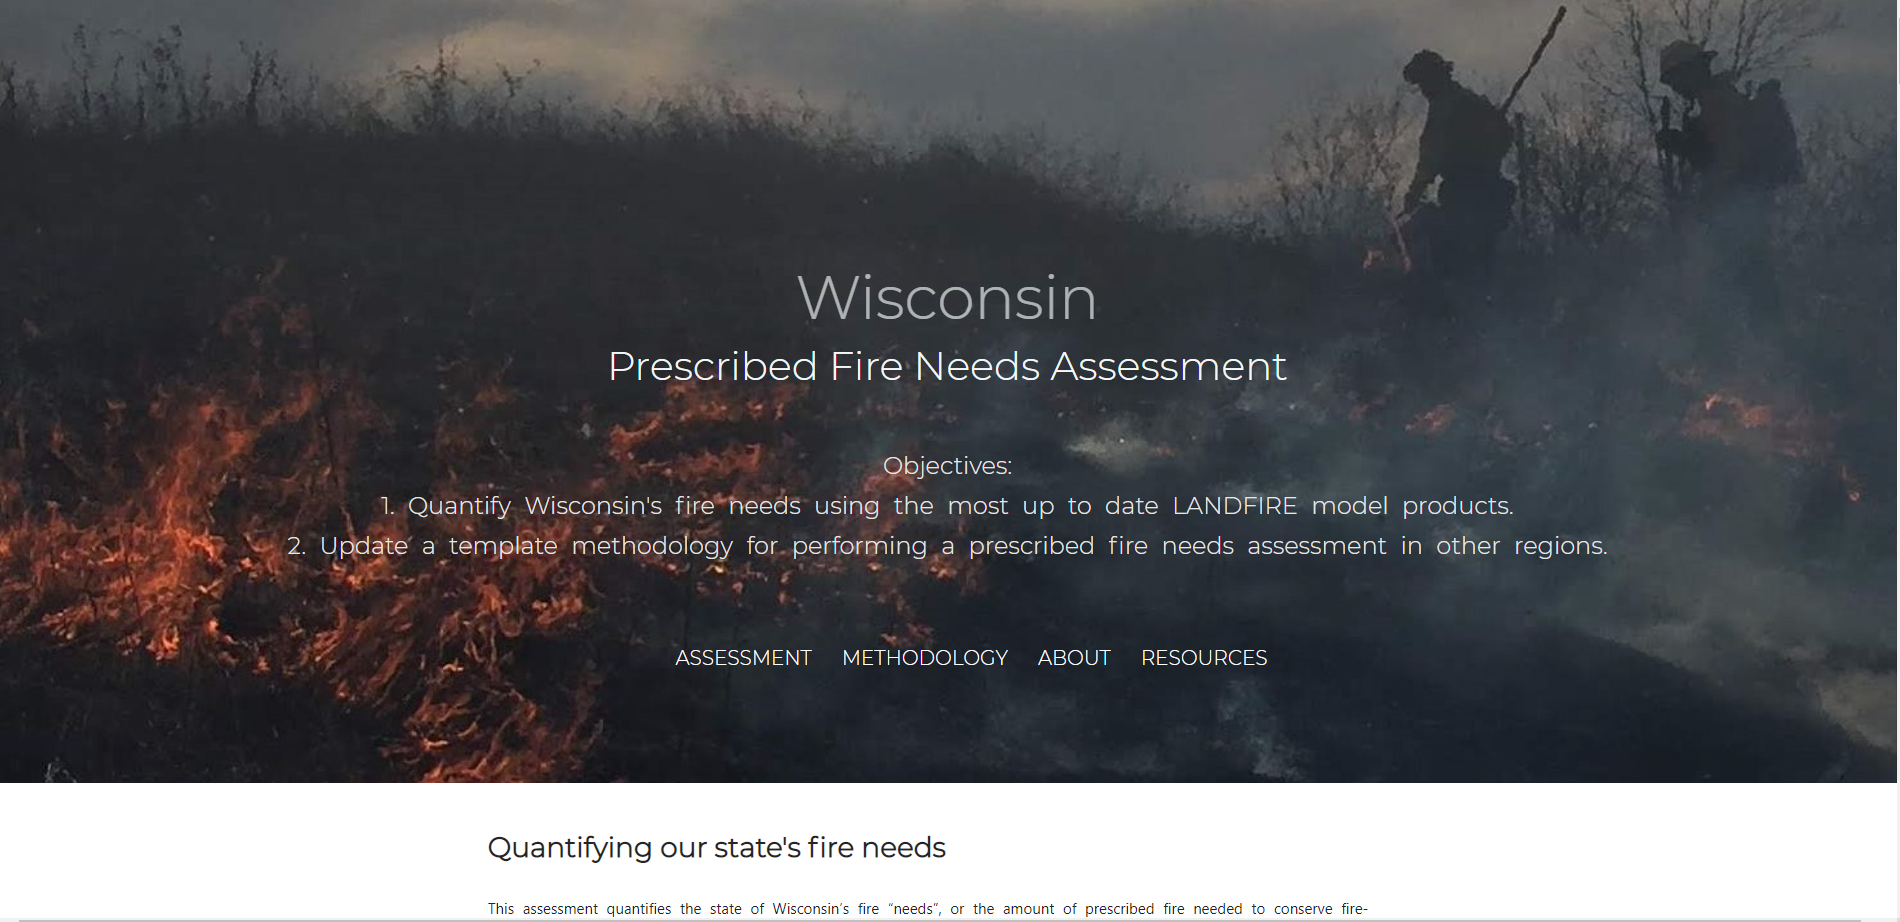 Wisconsin
Prescribed Fire Needs Assessment
Objectives:
1. Quantify Wisconsin's fire needs using the most up to date LANDFIRE model products.
2. Update a template methodology for performing a prescribed fire needs assessment in other regions.
ASSESSMENT METHODOLOGY ABOUT RESOURCES
Quantifying our state's fire needs
This assessment quantifies the state of Wisconsin’s fire “needs”, or the amount of prescribed fire needed to conserve fire-